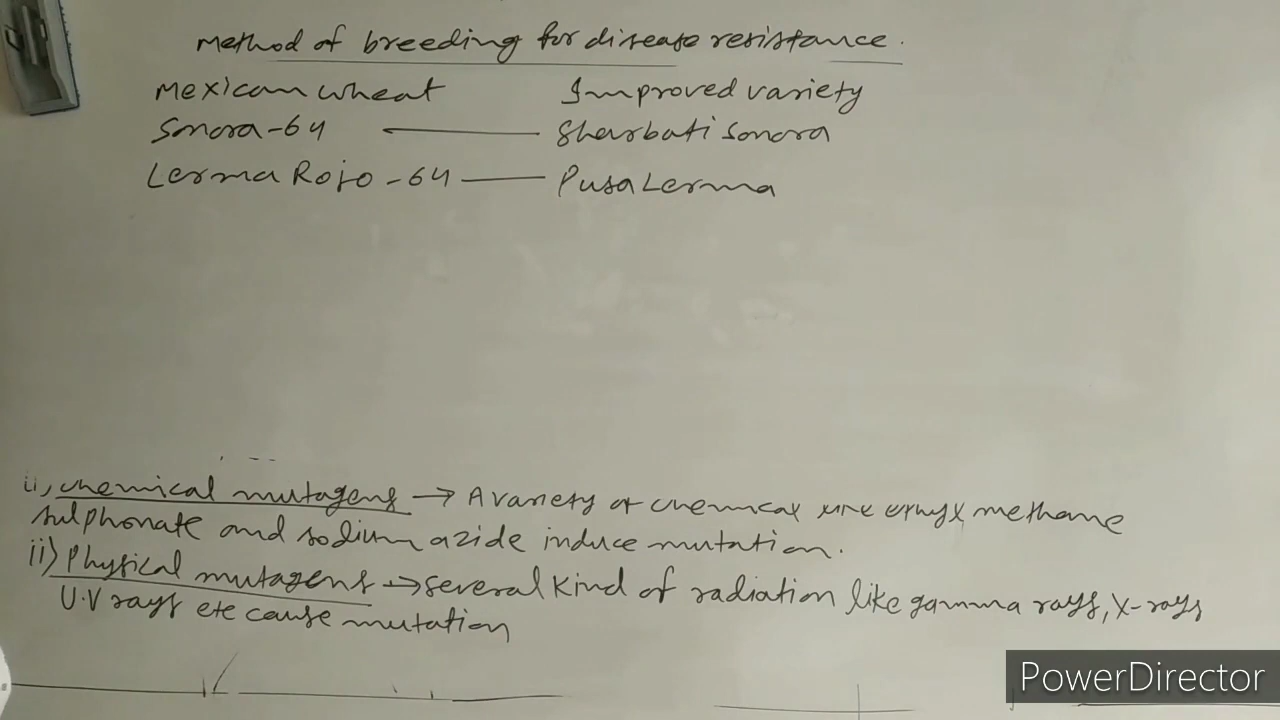 Method of breeding for disease resistance.
Mexican wheat Improved variety
Sonora-64 — Sharbati Sonora
Lerma Rojo-64 — Pusa Lerma
i) chemical mutagens → A variety of chemical like ethyl methane
sulphonate and sodium azide induce mutation.
ii) Physical mutagens → several kind of radiation like gamma rays, X-rays
U.V rays etc cause mutation
PowerDirector